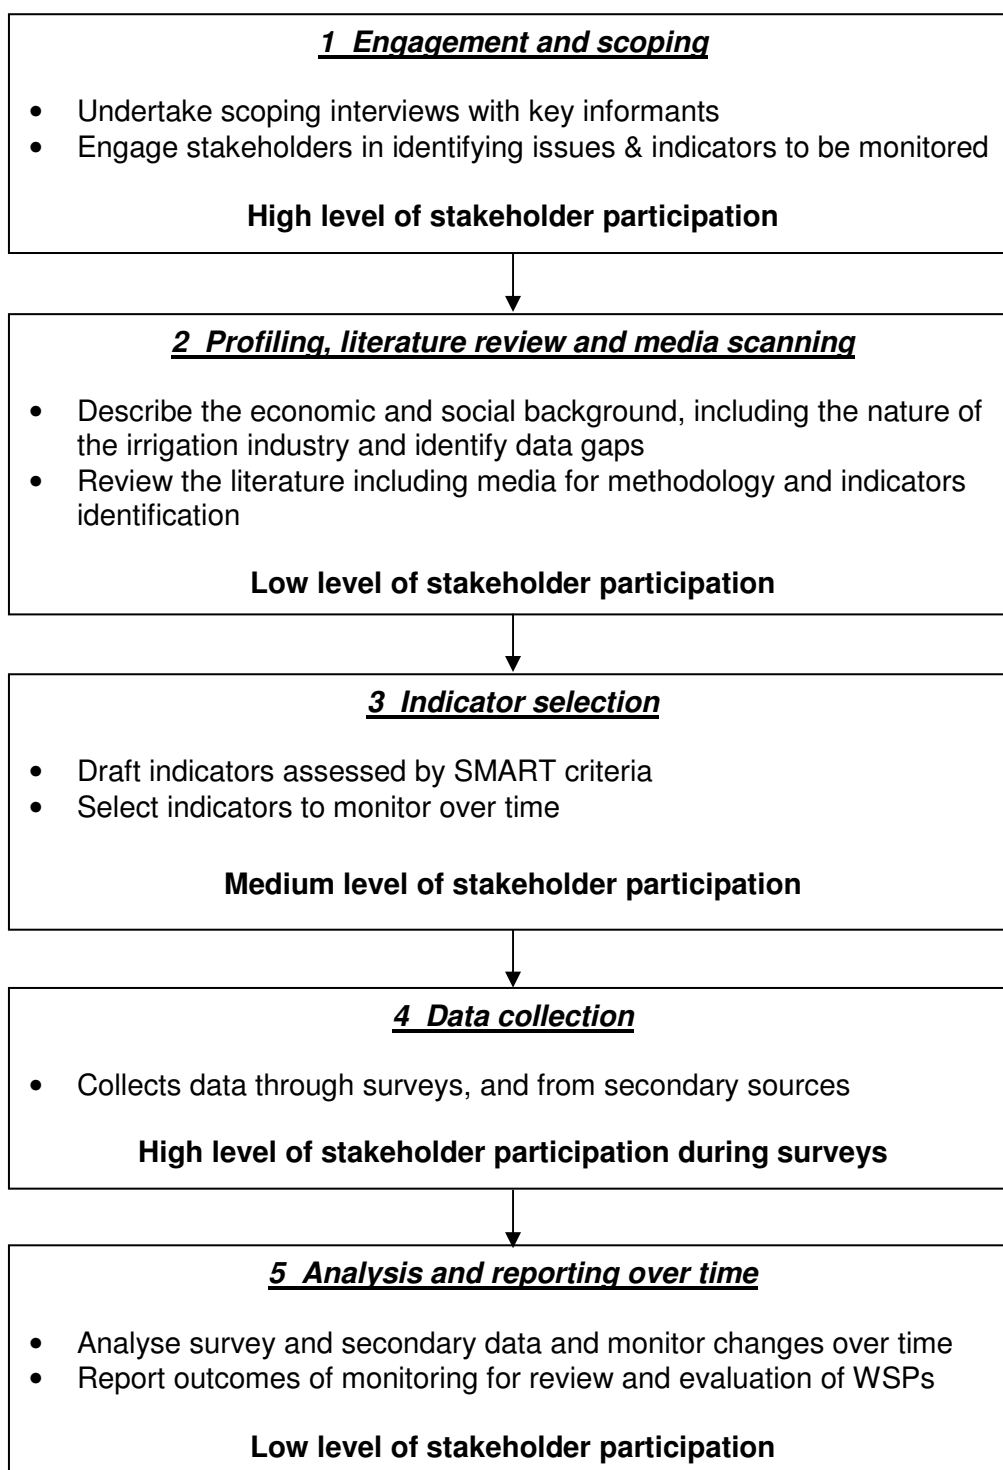 1 Engagement and scoping
• Undertake scoping interviews with key informants
• Engage stakeholders in identifying issues & indicators to be monitored
High level of stakeholder participation
2 Profiling, literature review and media scanning
• Describe the economic and social background, including the nature of
the irrigation industry and identify data gaps
• Review the literature including media for methodology and indicators
identification
Low level of stakeholder participation
3 Indicator selection
• Draft indicators assessed by SMART criteria
• Select indicators to monitor over time
Medium level of stakeholder participation
4 Data collection
• Collects data through surveys, and from secondary sources
High level of stakeholder participation during surveys
5 Analysis and reporting over time
• Analyse survey and secondary data and monitor changes over time
• Report outcomes of monitoring for review and evaluation of WSPs
Low level of stakeholder participation